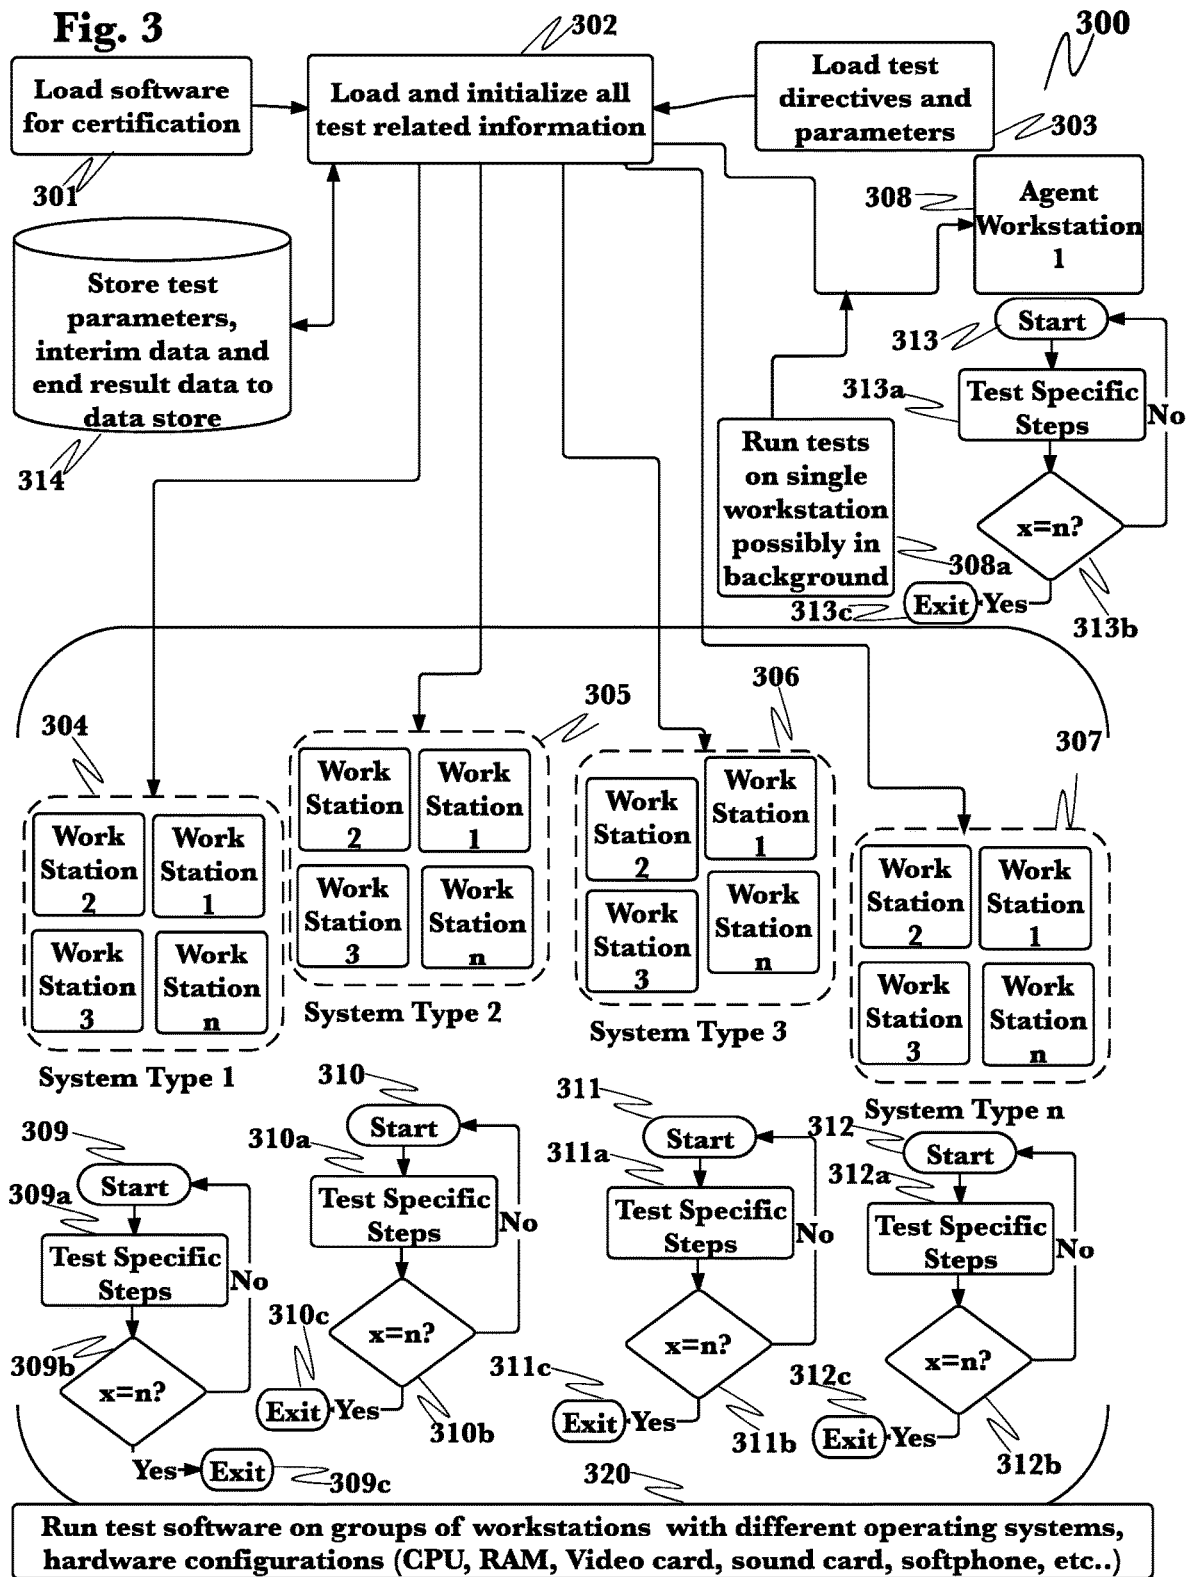 Fig. 3
302
300
Load software
for certification
301
Load and initialize all
test related information
Load test
directives and
parameters
303
308
Agent
Workstation
1
Store test
parameters,
interim data and
end result data to
data store
314
313
Start
313a
Test Specific
Steps
No
x=n?
313b
Yes
Exit
313c
Run tests
on single
workstation
possibly in
background
308a
304
Work
Station
2
Work
Station
1
Work
Station
3
Work
Station
n
System Type 1
305
Work
Station
2
Work
Station
1
Work
Station
3
Work
Station
n
System Type 2
306
Work
Station
2
Work
Station
1
Work
Station
3
Work
Station
n
System Type 3
307
Work
Station
2
Work
Station
1
Work
Station
3
Work
Station
n
System Type n
309
Start
309a
Test Specific
Steps
No
309b
x=n?
Yes
Exit
309c
310
Start
310a
Test Specific
Steps
No
x=n?
310b
310c
Exit
Yes
311
Start
311a
Test Specific
Steps
No
x=n?
311b
311c
Exit
Yes
312
Start
312a
Test Specific
Steps
No
x=n?
312b
312c
Exit
Yes
320
Run test software on groups of workstations with different operating systems,
hardware configurations (CPU, RAM, Video card, sound card, softphone, etc..)